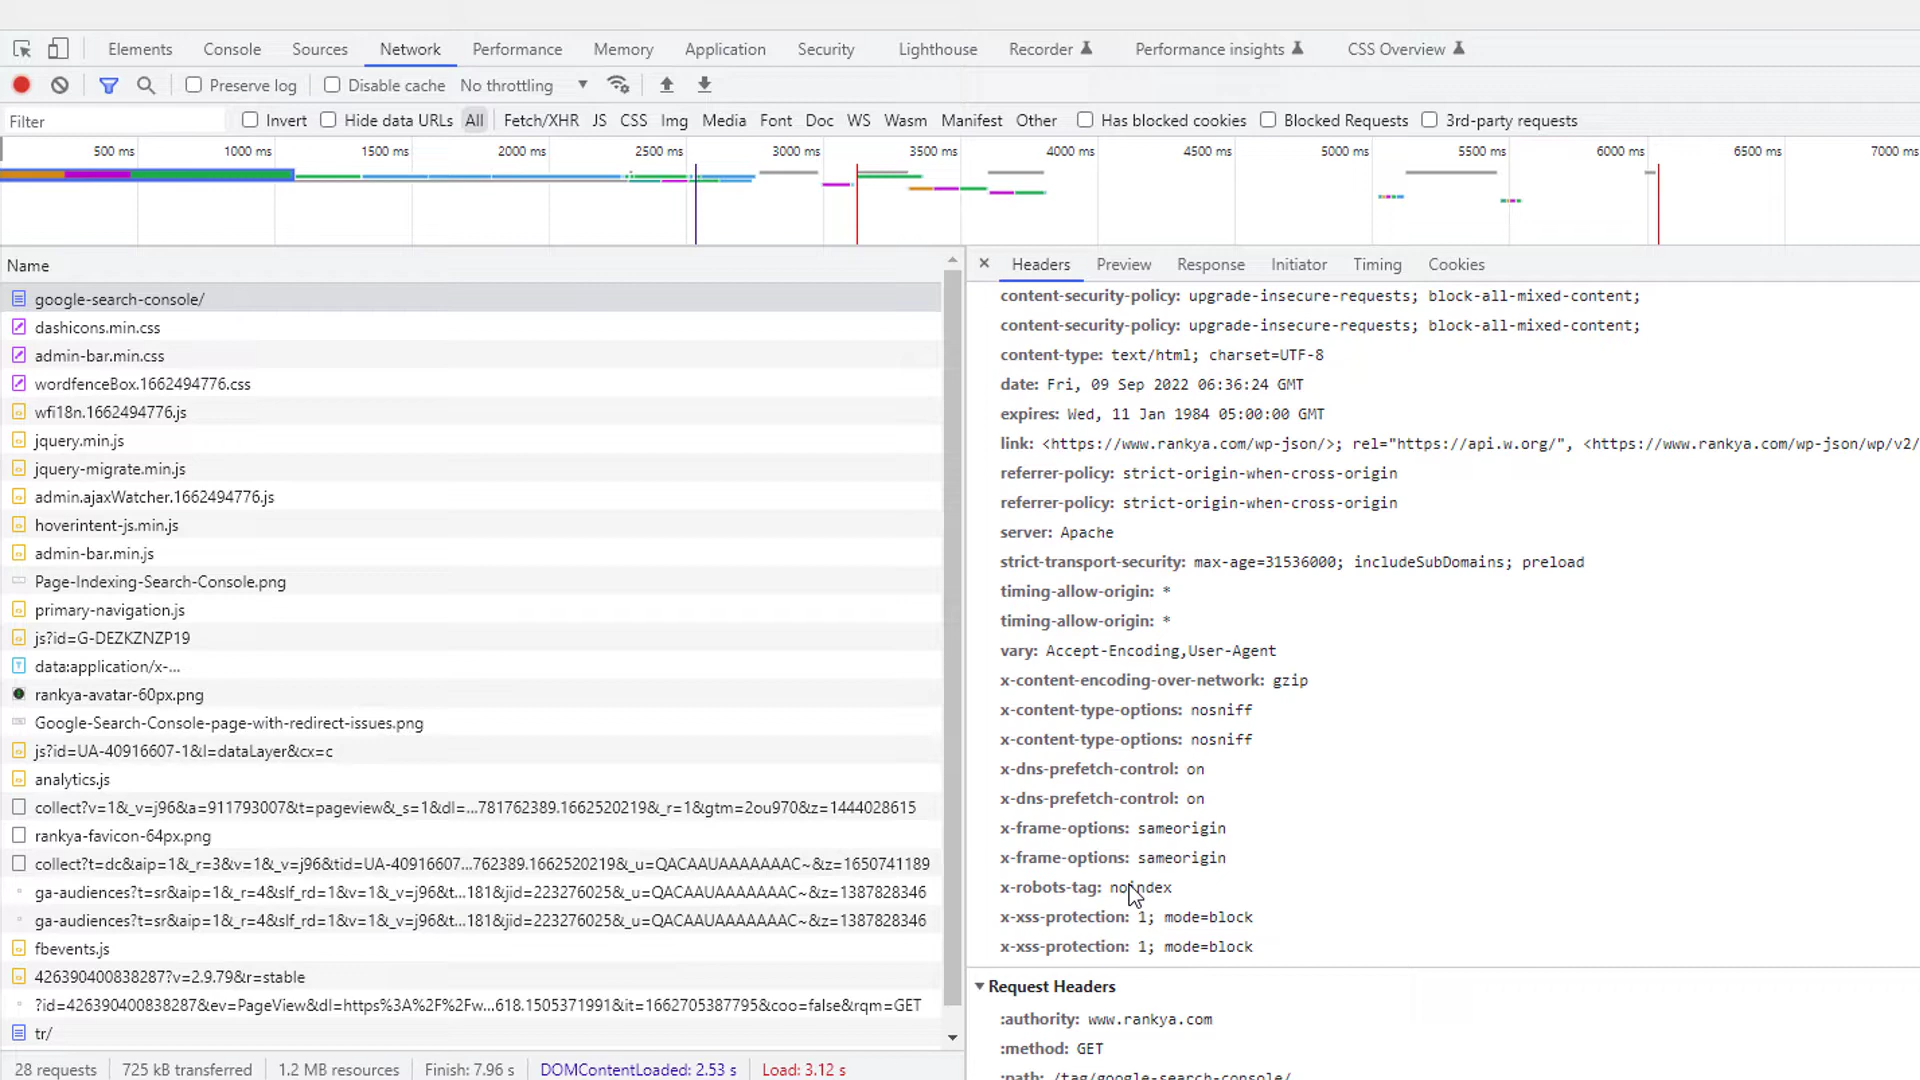 Elements Console Sources Network Performance Memory Application Security Lighthouse Recorder Performance insights CSS Overview
Preserve log Disable cache No throttling
Filter Invert Hide data URLs All Fetch/XHR JS CSS Img Media Font Doc WS Wasm Manifest Other Has blocked cookies Blocked Requests 3rd-party requests
500 ms 1000 ms 1500 ms 2000 ms 2500 ms 3000 ms 3500 ms 4000 ms 4500 ms 5000 ms 5500 ms 6000 ms 6500 ms 7000 ms
Name
google-search-console/
dashicons.min.css
admin-bar.min.css
wordfenceBox.1662494776.css
wfi18n.1662494776.js
jquery.min.js
jquery-migrate.min.js
admin.ajaxWatcher.1662494776.js
hoverintent-js.min.js
admin-bar.min.js
Page-Indexing-Search-Console.png
primary-navigation.js
js?id=G-DEZKZNZP19
data:application/x-...
rankya-avatar-60px.png
Google-Search-Console-page-with-redirect-issues.png
js?id=UA-40916607-1&l=dataLayer&cx=c
analytics.js
collect?v=1&_v=j96&a=911793007&t=pageview&_s=1&dl=...781762389.1662520219&_r=1&gtm=2ou970&z=1444028615
rankya-favicon-64px.png
collect?t=dc&aip=1&_r=3&v=1&_v=j96&tid=UA-40916607...762389.1662520219&_u=QACAAUAAAAAAAC~&z=1650741189
ga-audiences?t=sr&aip=1&_r=4&slf_rd=1&v=1&_v=j96&t...181&jid=223276025&_u=QACAAUAAAAAAAC~&z=1387828346
ga-audiences?t=sr&aip=1&_r=4&slf_rd=1&v=1&_v=j96&t...181&jid=223276025&_u=QACAAUAAAAAAAC~&z=1387828346
fbevents.js
426390400838287?v=2.9.79&r=stable
?id=426390400838287&ev=PageView&dl=https%3A%2F%2Fw...618.1505371991&it=1662705387795&coo=false&rqm=GET
tr/
28 requests 725 kB transferred 1.2 MB resources Finish: 7.96 s DOMContentLoaded: 2.53 s Load: 3.12 s
Headers Preview Response Initiator Timing Cookies
content-security-policy: upgrade-insecure-requests; block-all-mixed-content;
content-security-policy: upgrade-insecure-requests; block-all-mixed-content;
content-type: text/html; charset=UTF-8
date: Fri, 09 Sep 2022 06:36:24 GMT
expires: Wed, 11 Jan 1984 05:00:00 GMT
link: <https://www.rankya.com/wp-json/>; rel="https://api.w.org/", <https://www.rankya.com/wp-json/wp/v2/
referrer-policy: strict-origin-when-cross-origin
referrer-policy: strict-origin-when-cross-origin
server: Apache
strict-transport-security: max-age=31536000; includeSubDomains; preload
timing-allow-origin: *
timing-allow-origin: *
vary: Accept-Encoding,User-Agent
x-content-encoding-over-network: gzip
x-content-type-options: nosniff
x-content-type-options: nosniff
x-dns-prefetch-control: on
x-dns-prefetch-control: on
x-frame-options: sameorigin
x-frame-options: sameorigin
x-robots-tag: noindex
x-xss-protection: 1; mode=block
x-xss-protection: 1; mode=block
Request Headers
:authority: www.rankya.com
:method: GET
:path: /tag/google-search-console/